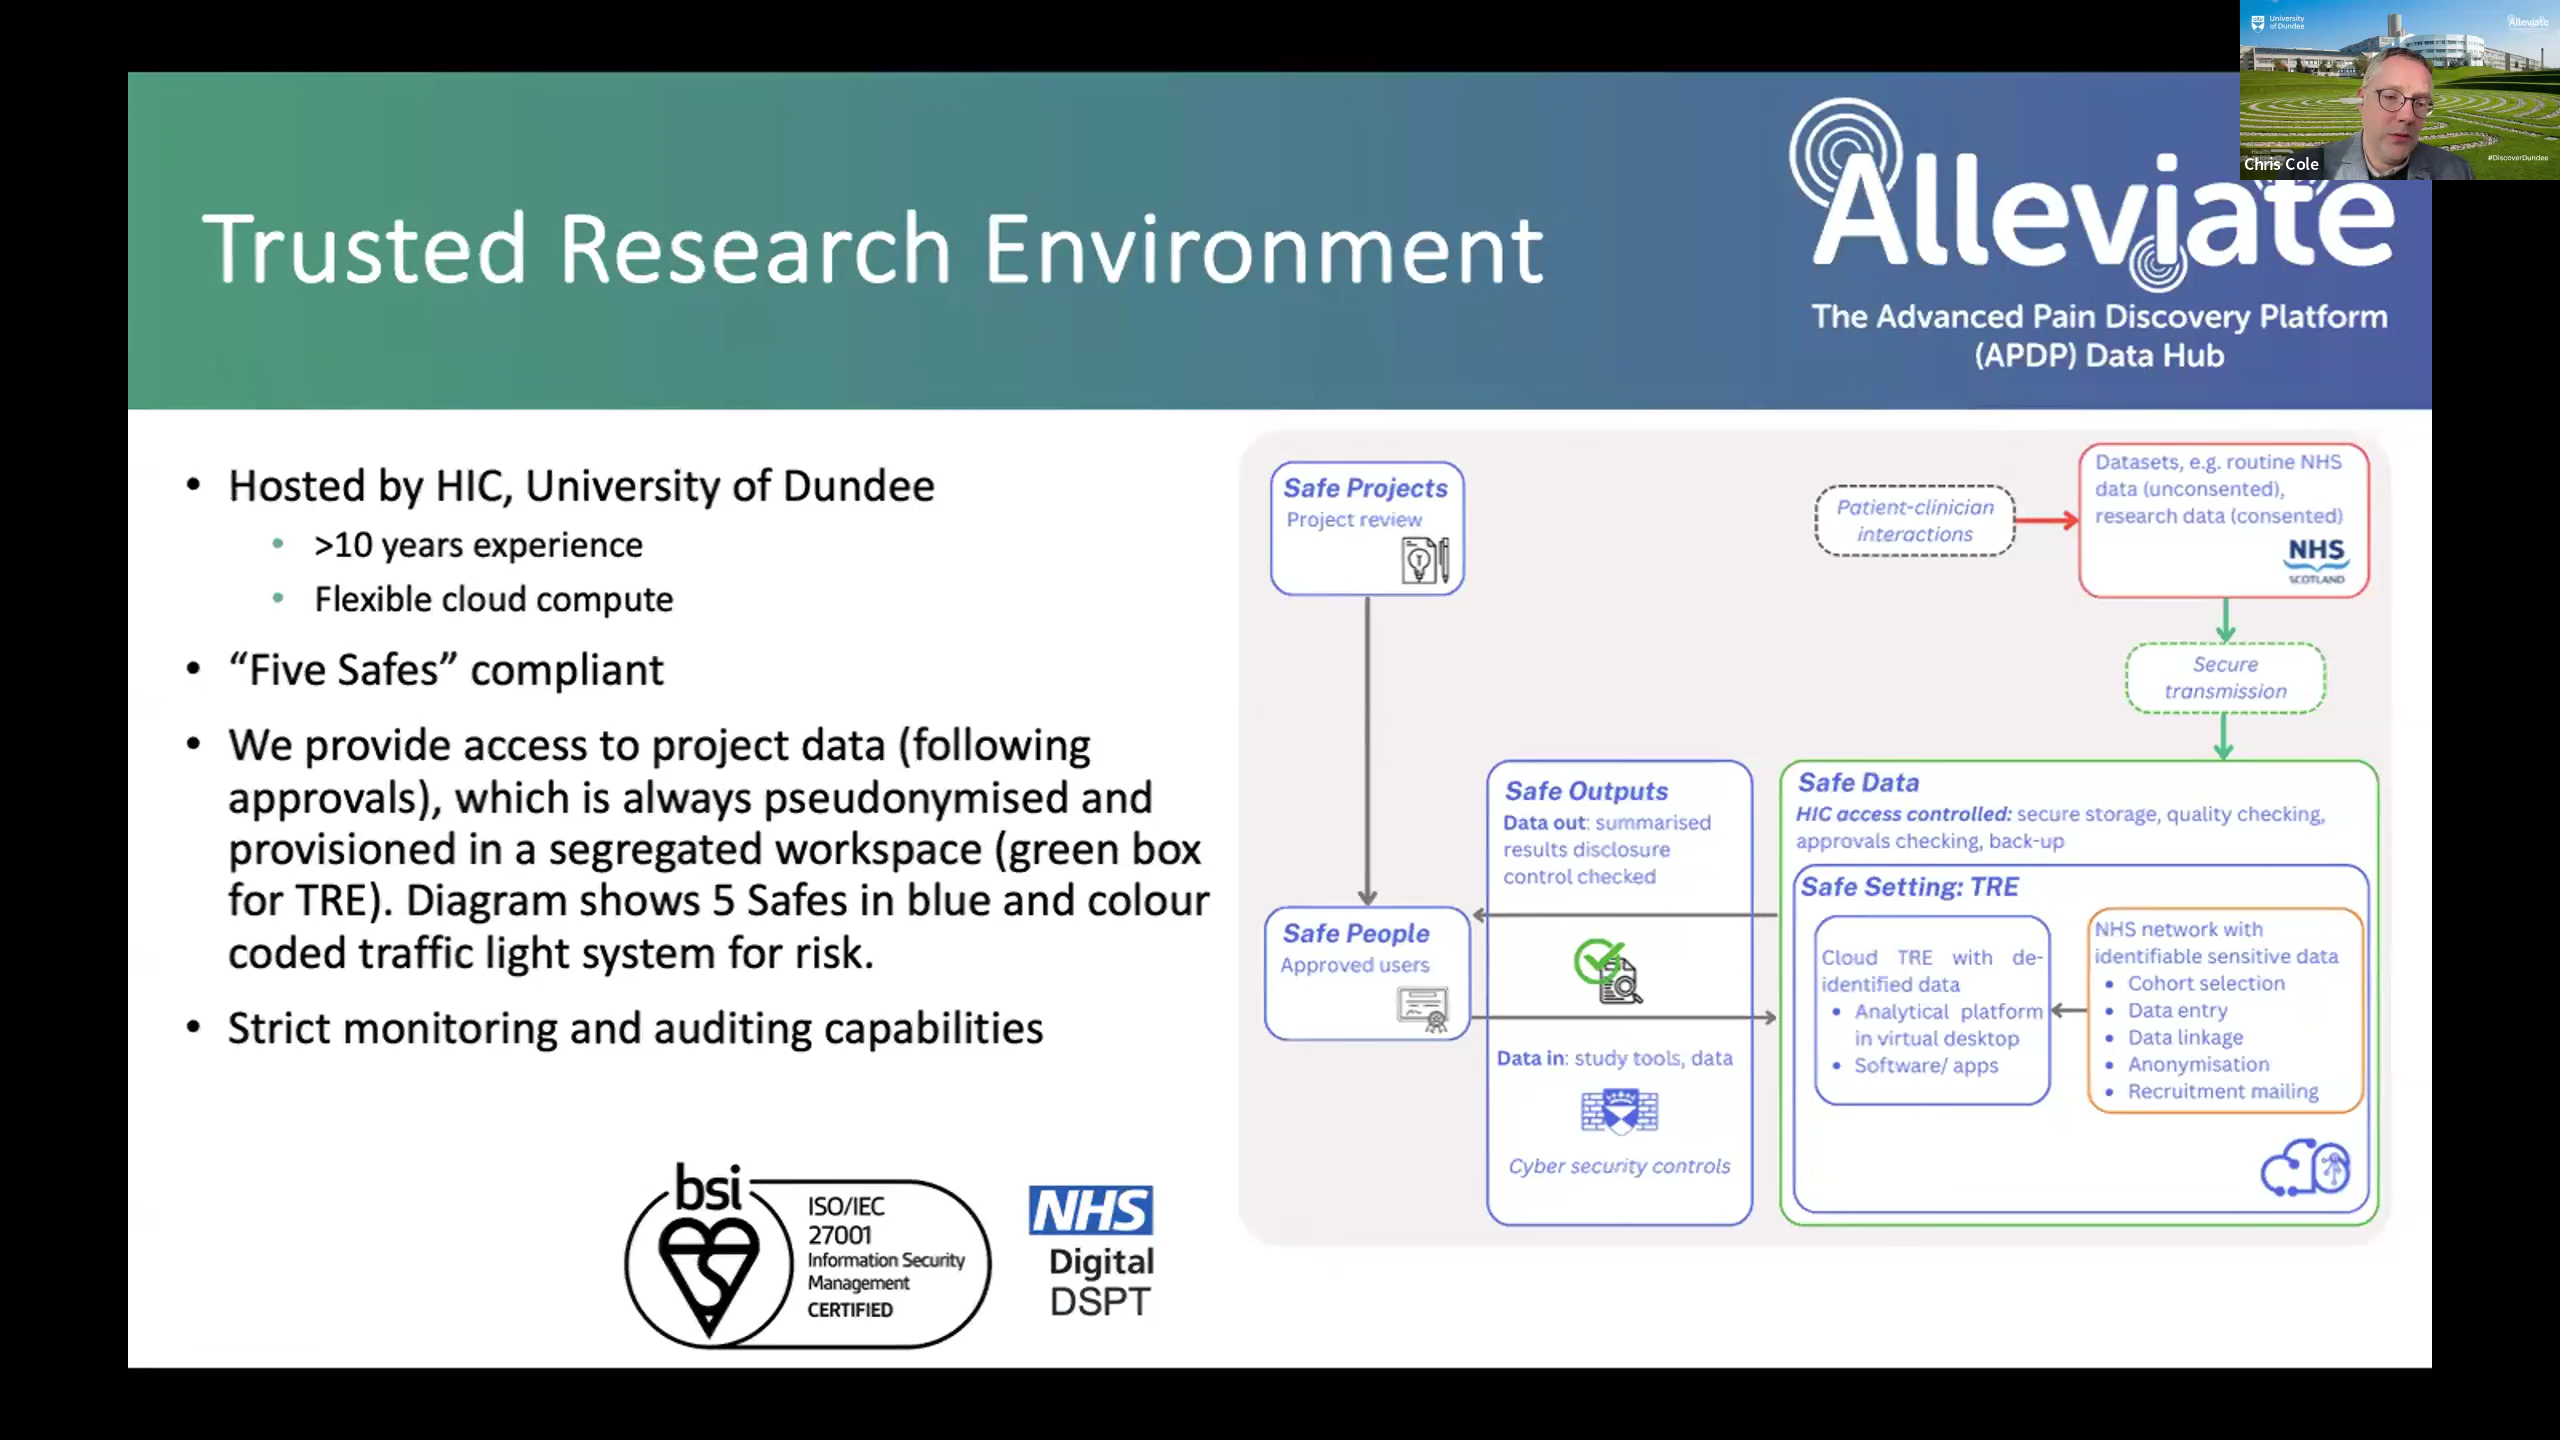 University
of Dundee
Alleviate
Chris Cole
#DiscoverDundee
Trusted Research Environment
Alleviate
The Advanced Pain Discovery Platform
(APDP) Data Hub
• Hosted by HIC, University of Dundee
• >10 years experience
• Flexible cloud compute
• “Five Safes” compliant
• We provide access to project data (following
approvals), which is always pseudonymised and
provisioned in a segregated workspace (green box
for TRE). Diagram shows 5 Safes in blue and colour
coded traffic light system for risk.
• Strict monitoring and auditing capabilities
bsi
ISO/IEC
27001
Information Security
Management
CERTIFIED
NHS
Digital
DSPT
Safe Projects
Project review
Patient-clinician
interactions
Datasets, e.g. routine NHS
data (unconsented),
research data (consented)
NHS
SCOTLAND
Secure
transmission
Safe People
Approved users
Safe Outputs
Data out: summarised
results disclosure
control checked
Data in: study tools, data
Cyber security controls
Safe Data
HIC access controlled: secure storage, quality checking,
approvals checking, back-up
Safe Setting: TRE
Cloud TRE with de-
identified data
• Analytical platform
in virtual desktop
• Software/ apps
NHS network with
identifiable sensitive data
• Cohort selection
• Data entry
• Data linkage
• Anonymisation
• Recruitment mailing